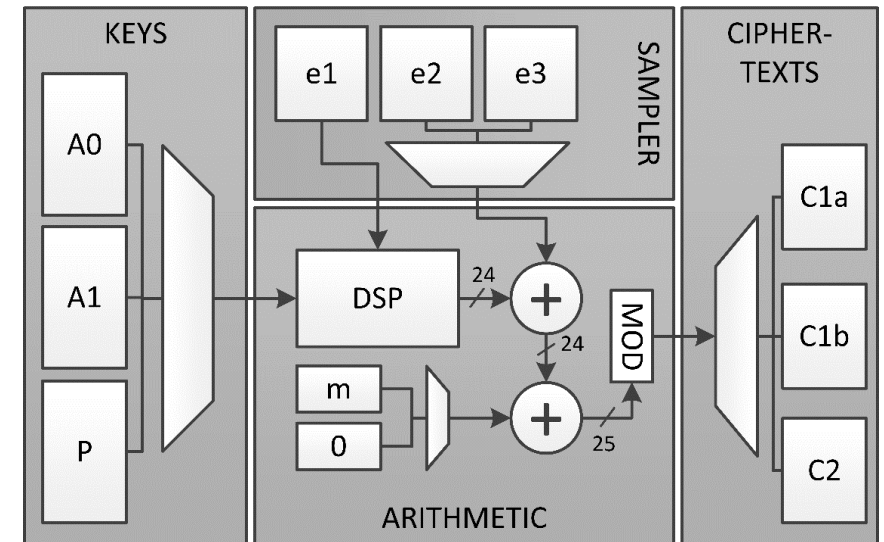 KEYS
A0
A1
P
e1
e2
e3
SAMPLER
DSP
24
+
24
m
0
+
25
MOD
ARITHMETIC
CIPHER-
TEXTS
C1a
C1b
C2